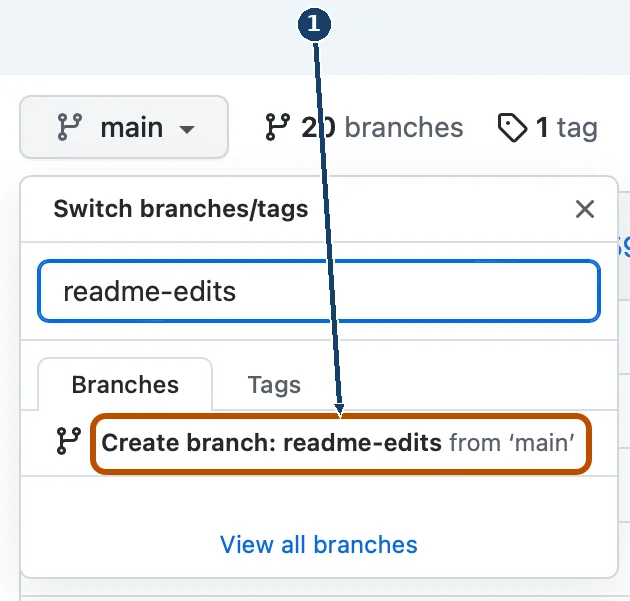 1
main 20 branches 1 tag
Switch branches/tags
readme-edits
Branches Tags
Create branch: readme-edits from ‘main’
View all branches